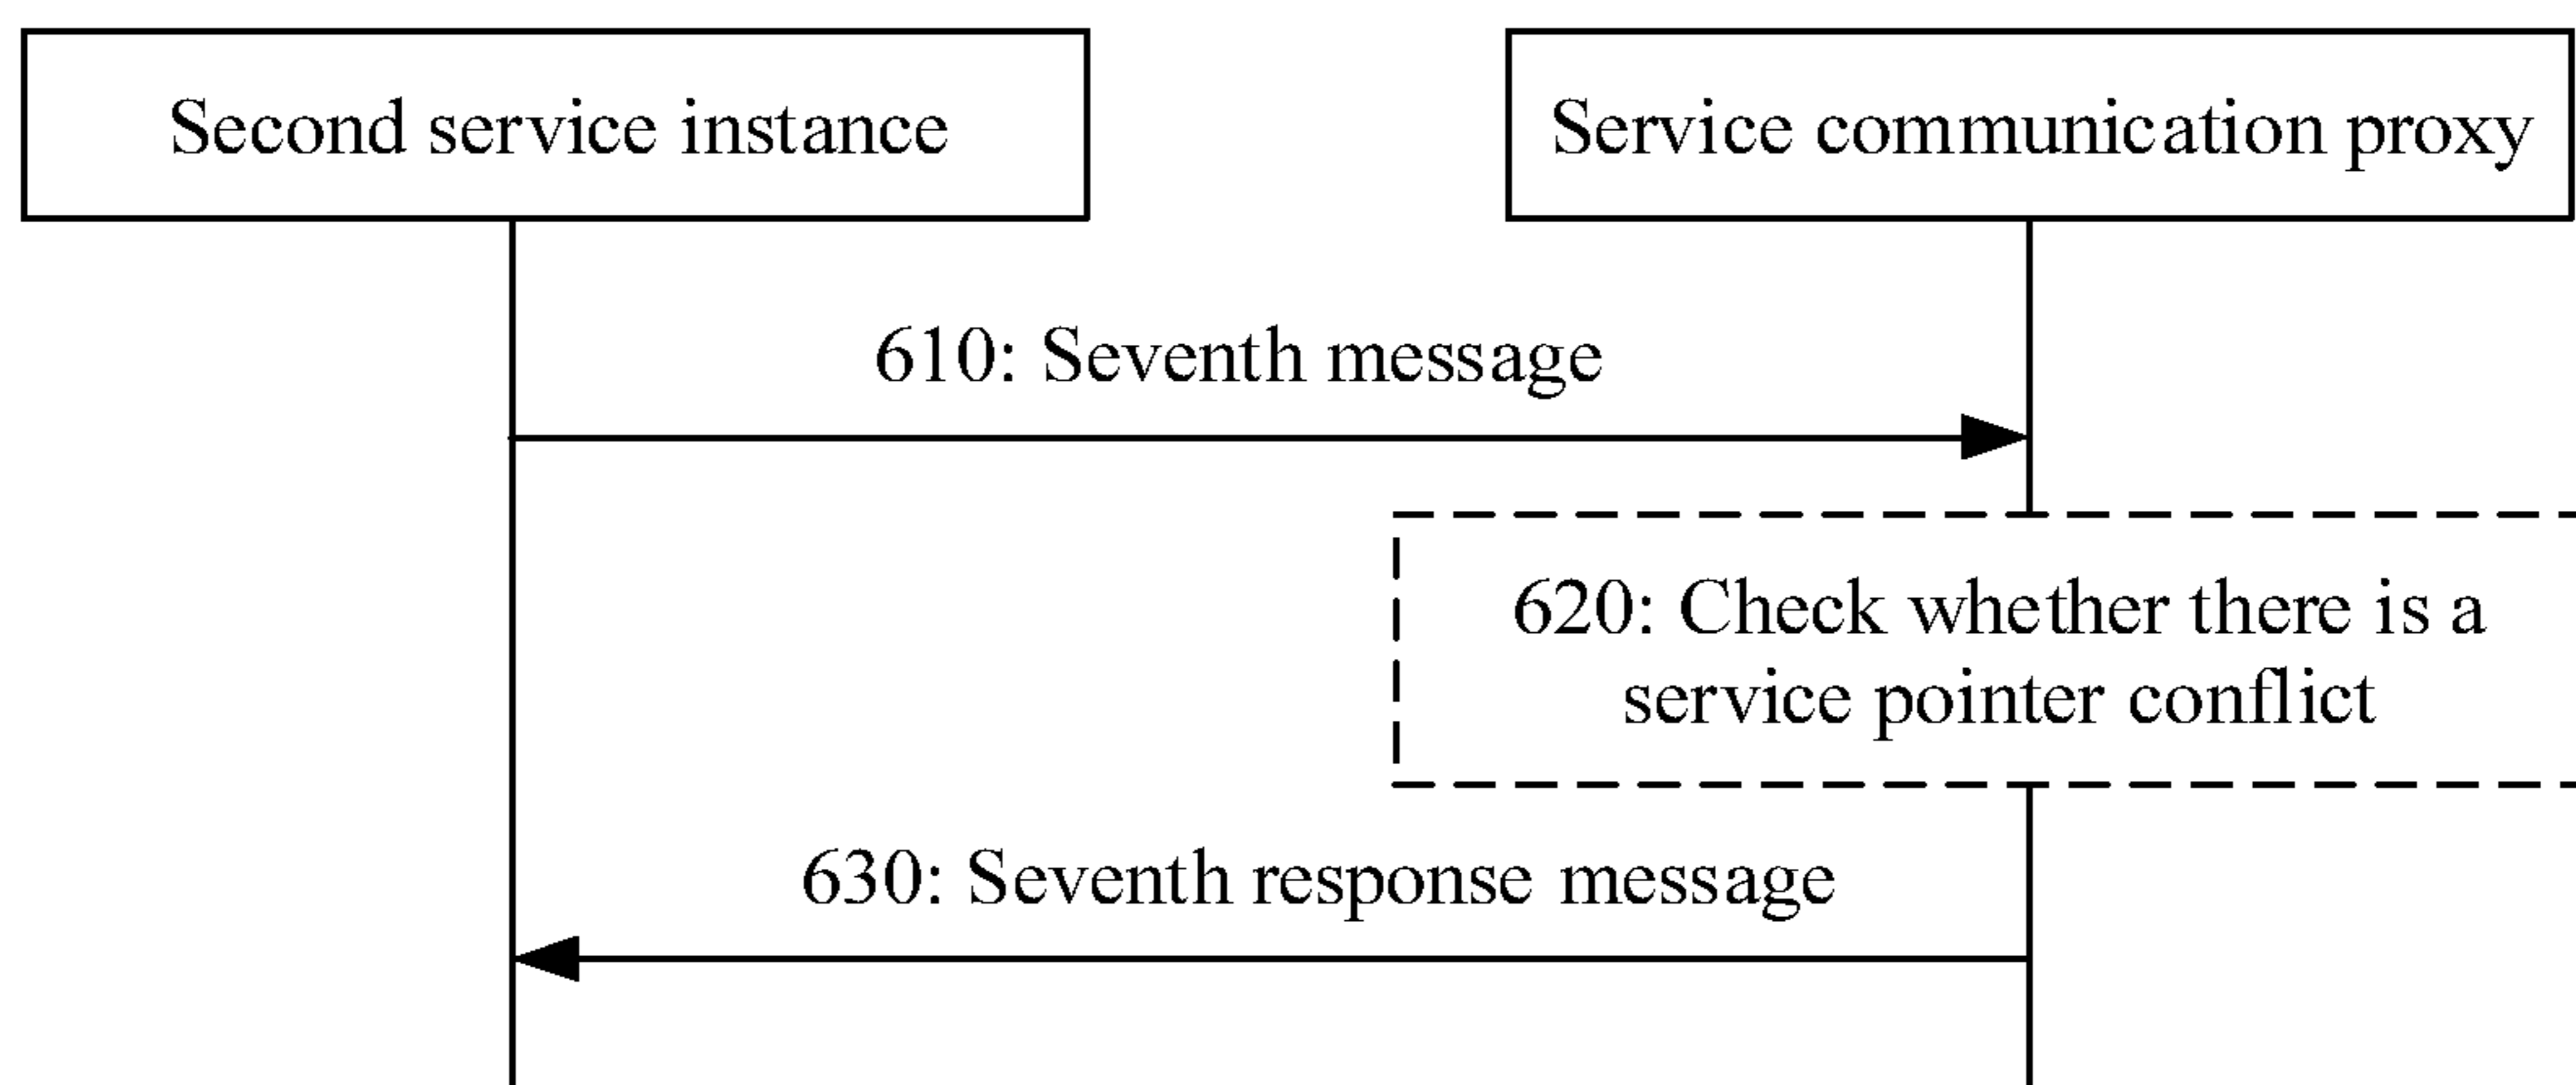 Second service instance
Service communication proxy
610: Seventh message
620: Check whether there is a
service pointer conflict
630: Seventh response message